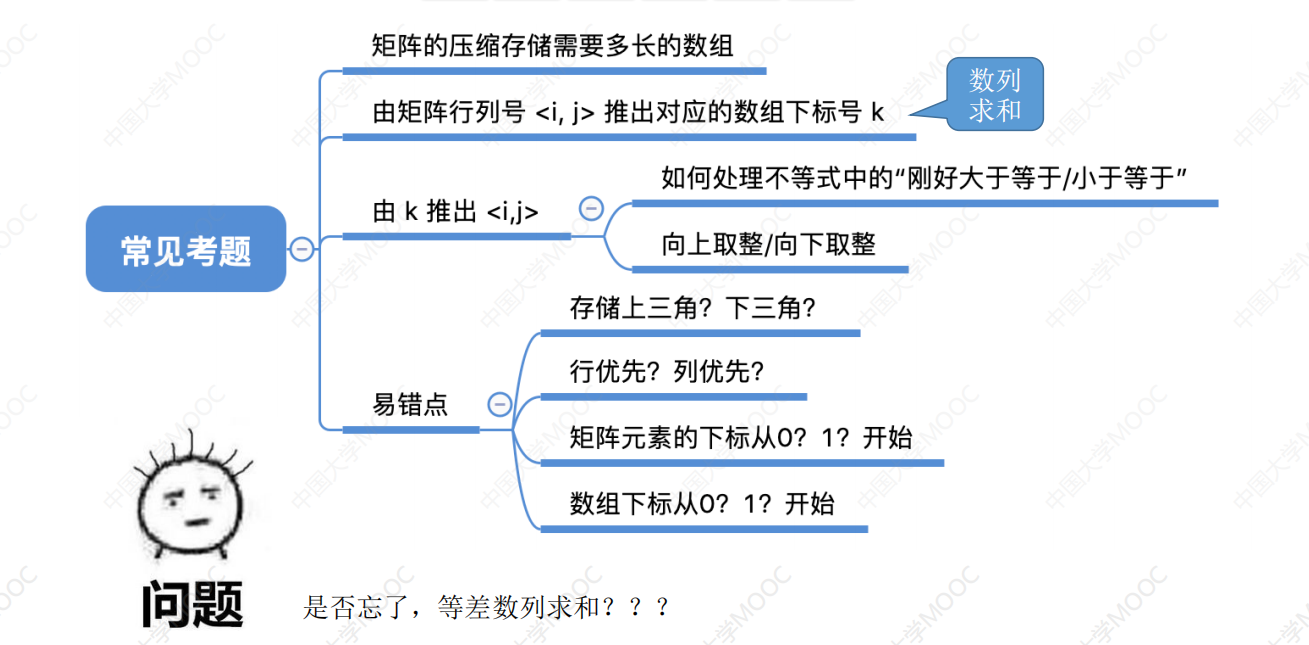 矩阵的压缩存储需要多长的数组
由矩阵行列号 <i, j> 推出对应的数组下标号 k
数列
求和
如何处理不等式中的“刚好大于等于/小于等于”
由 k 推出 <i,j>
向上取整/向下取整
常见考题
存储上三角？下三角？
行优先？列优先？
易错点
矩阵元素的下标从0？1？开始
数组下标从0？1？开始
问题
是否忘了，等差数列求和？？？
中国大学MOOC